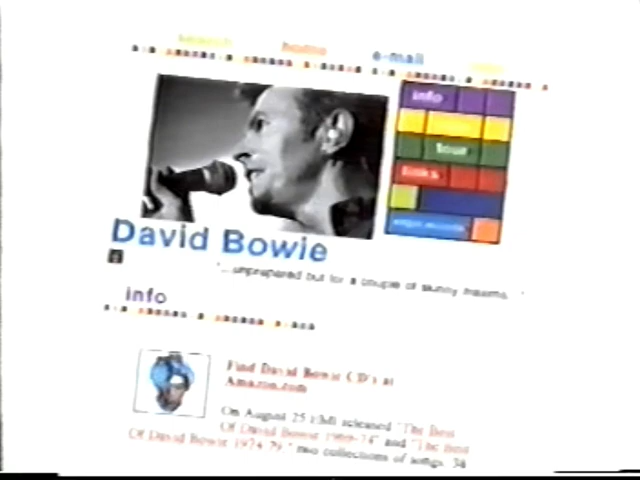 search home e-mail
info
tour
links
David Bowie
"...unprepared but for a couple of skinny
info
Find David Bowie CD's at
Amazon.com
On August 25 EMI released "The Best
Of David Bowie 1969-74" and "The Best
Of David Bowie 1974-79," two collections of songs. 38